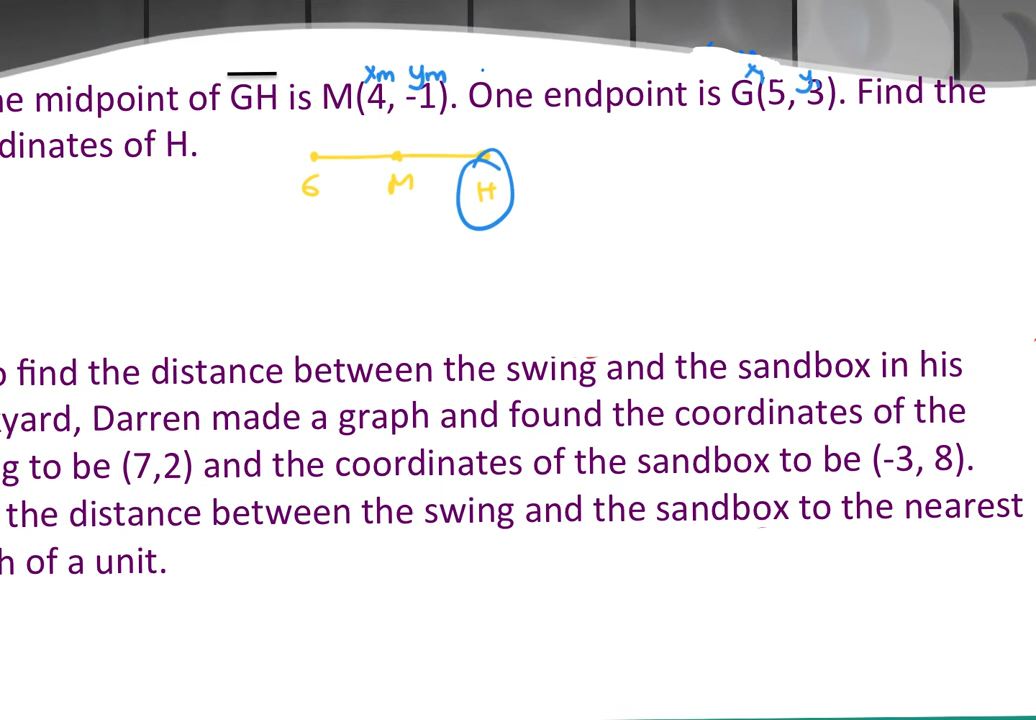 xm ym x y
e midpoint of GH is M(4, -1). One endpoint is G(5, 3). Find the
dinates of H.
G M H
o find the distance between the swing and the sandbox in his
yard, Darren made a graph and found the coordinates of the
g to be (7,2) and the coordinates of the sandbox to be (-3, 8).
the distance between the swing and the sandbox to the nearest
h of a unit.